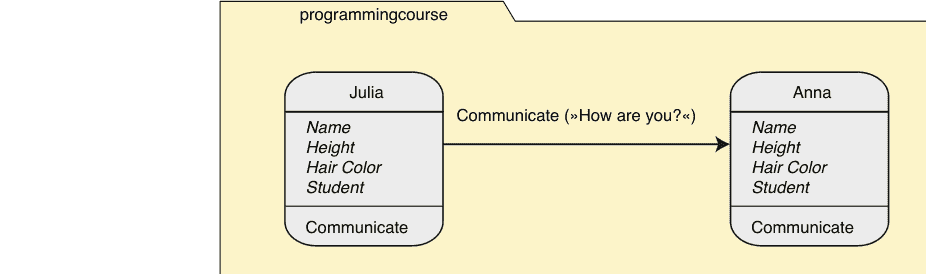 programmingcourse
Julia
Name
Height
Hair Color
Student
Communicate
Communicate (»How are you?«)
Anna
Name
Height
Hair Color
Student
Communicate